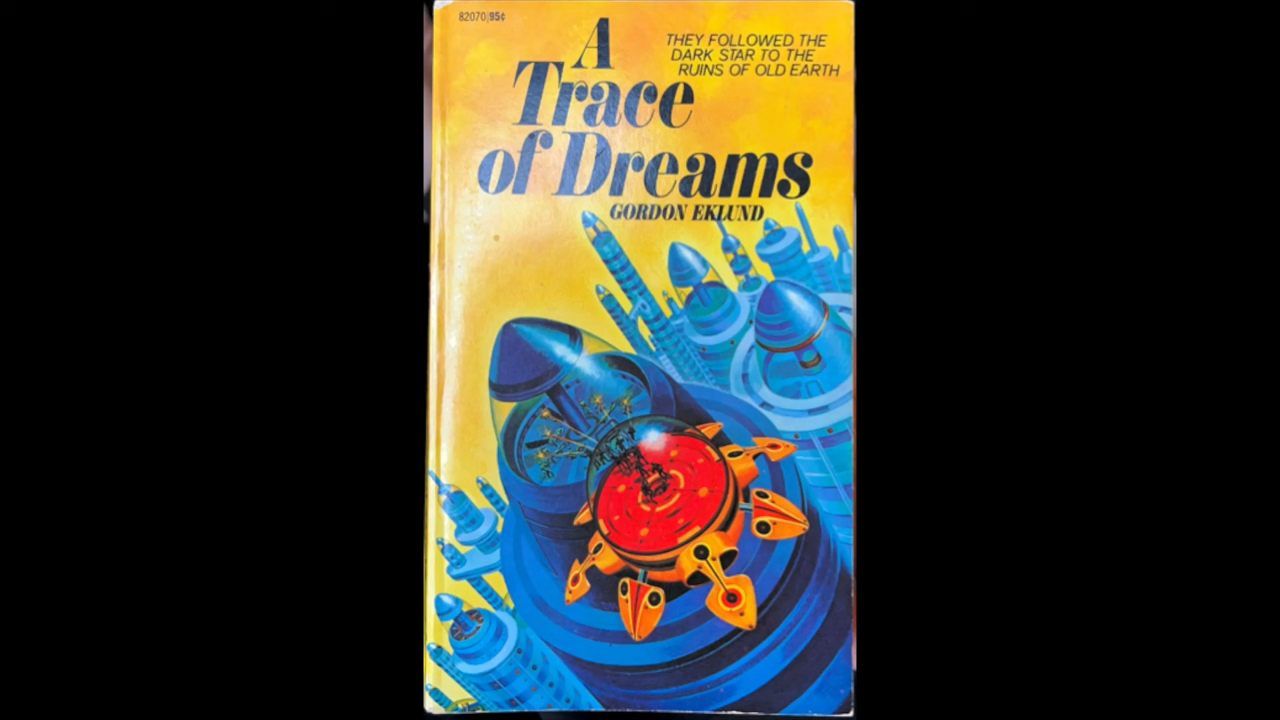 82070|95¢
THEY FOLLOWED THE
DARK STAR TO THE
RUINS OF OLD EARTH
A
Trace
of Dreams
GORDON EKLUND